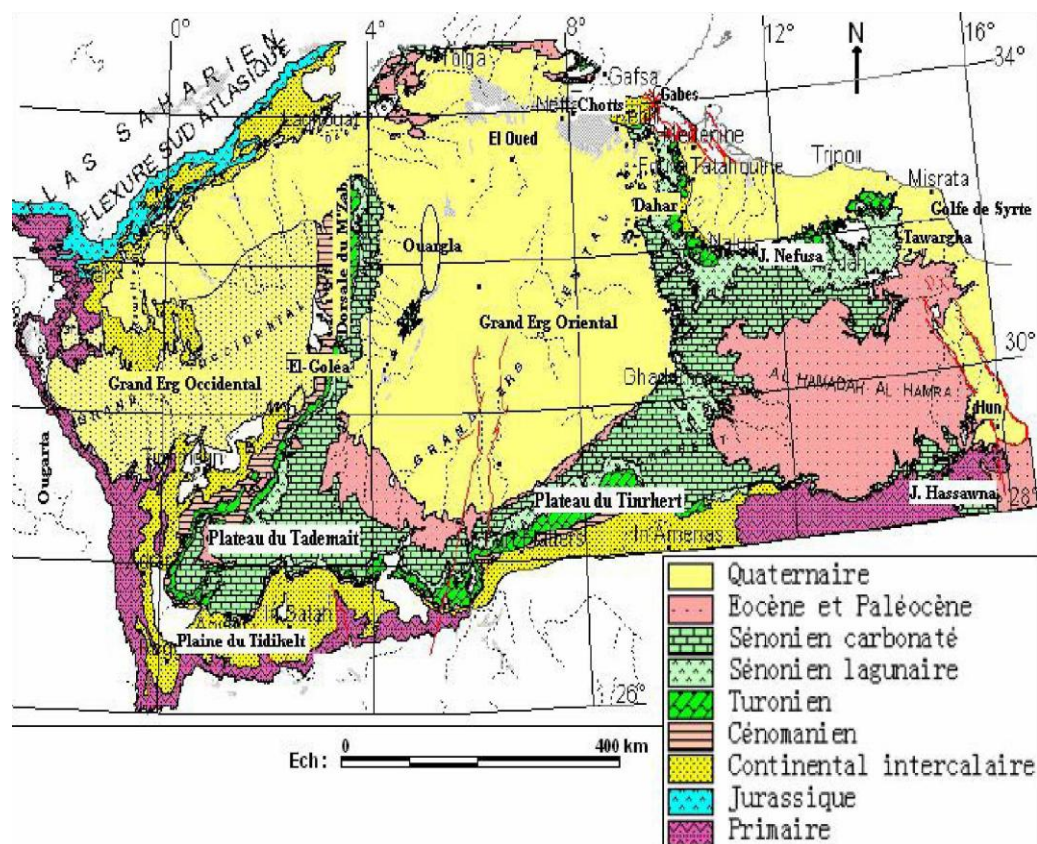 0°
4°
8°
12°
16°
34°
N
ATLAS SAHARIEN
FLEXURE SUD ATLASIQUE
Tolga
Gafsa
Chotts
Gabes
El Oued
Tripoli
Misrata
Golfe de Syrte
Tawargha
Dahar
J. Nefusa
Dorsale du M'Zab
Ouargla
Grand Erg Oriental
GRAND ERG ORIENTAL
30°
El-Goléa
Grand Erg Occidental
AL HAMADAH AL HAMRA
Hun
Ougarta
J. Hassawna
28°
Plateau du Tinrhert
In Amenas
Plateau du Tademait
Plaine du Tidikelt
26°
Ech :
0
400 km
Quaternaire
Eocène et Paléocène
Sénonien carbonaté
Sénonien lagunaire
Turonien
Cénomanien
Continental intercalaire
Jurassique
Primaire